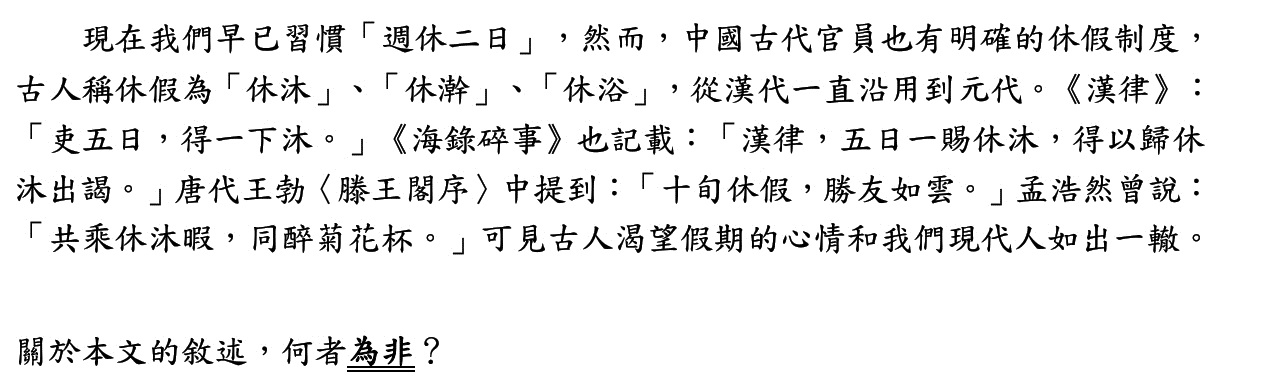 現在我們早已習慣「週休二日」，然而，中國古代官員也有明確的休假制度，
古人稱休假為「休沐」、「休澣」、「休浴」，從漢代一直沿用到元代。《漢律》：
「吏五日，得一下沐。」《海錄碎事》也記載：「漢律，五日一賜休沐，得以歸休
沐出謁。」唐代王勃〈滕王閣序〉中提到：「十旬休假，勝友如雲。」孟浩然曾說：
「共乘休沐暇，同醉菊花杯。」可見古人渴望假期的心情和我們現代人如出一轍。
關於本文的敘述，何者為非？